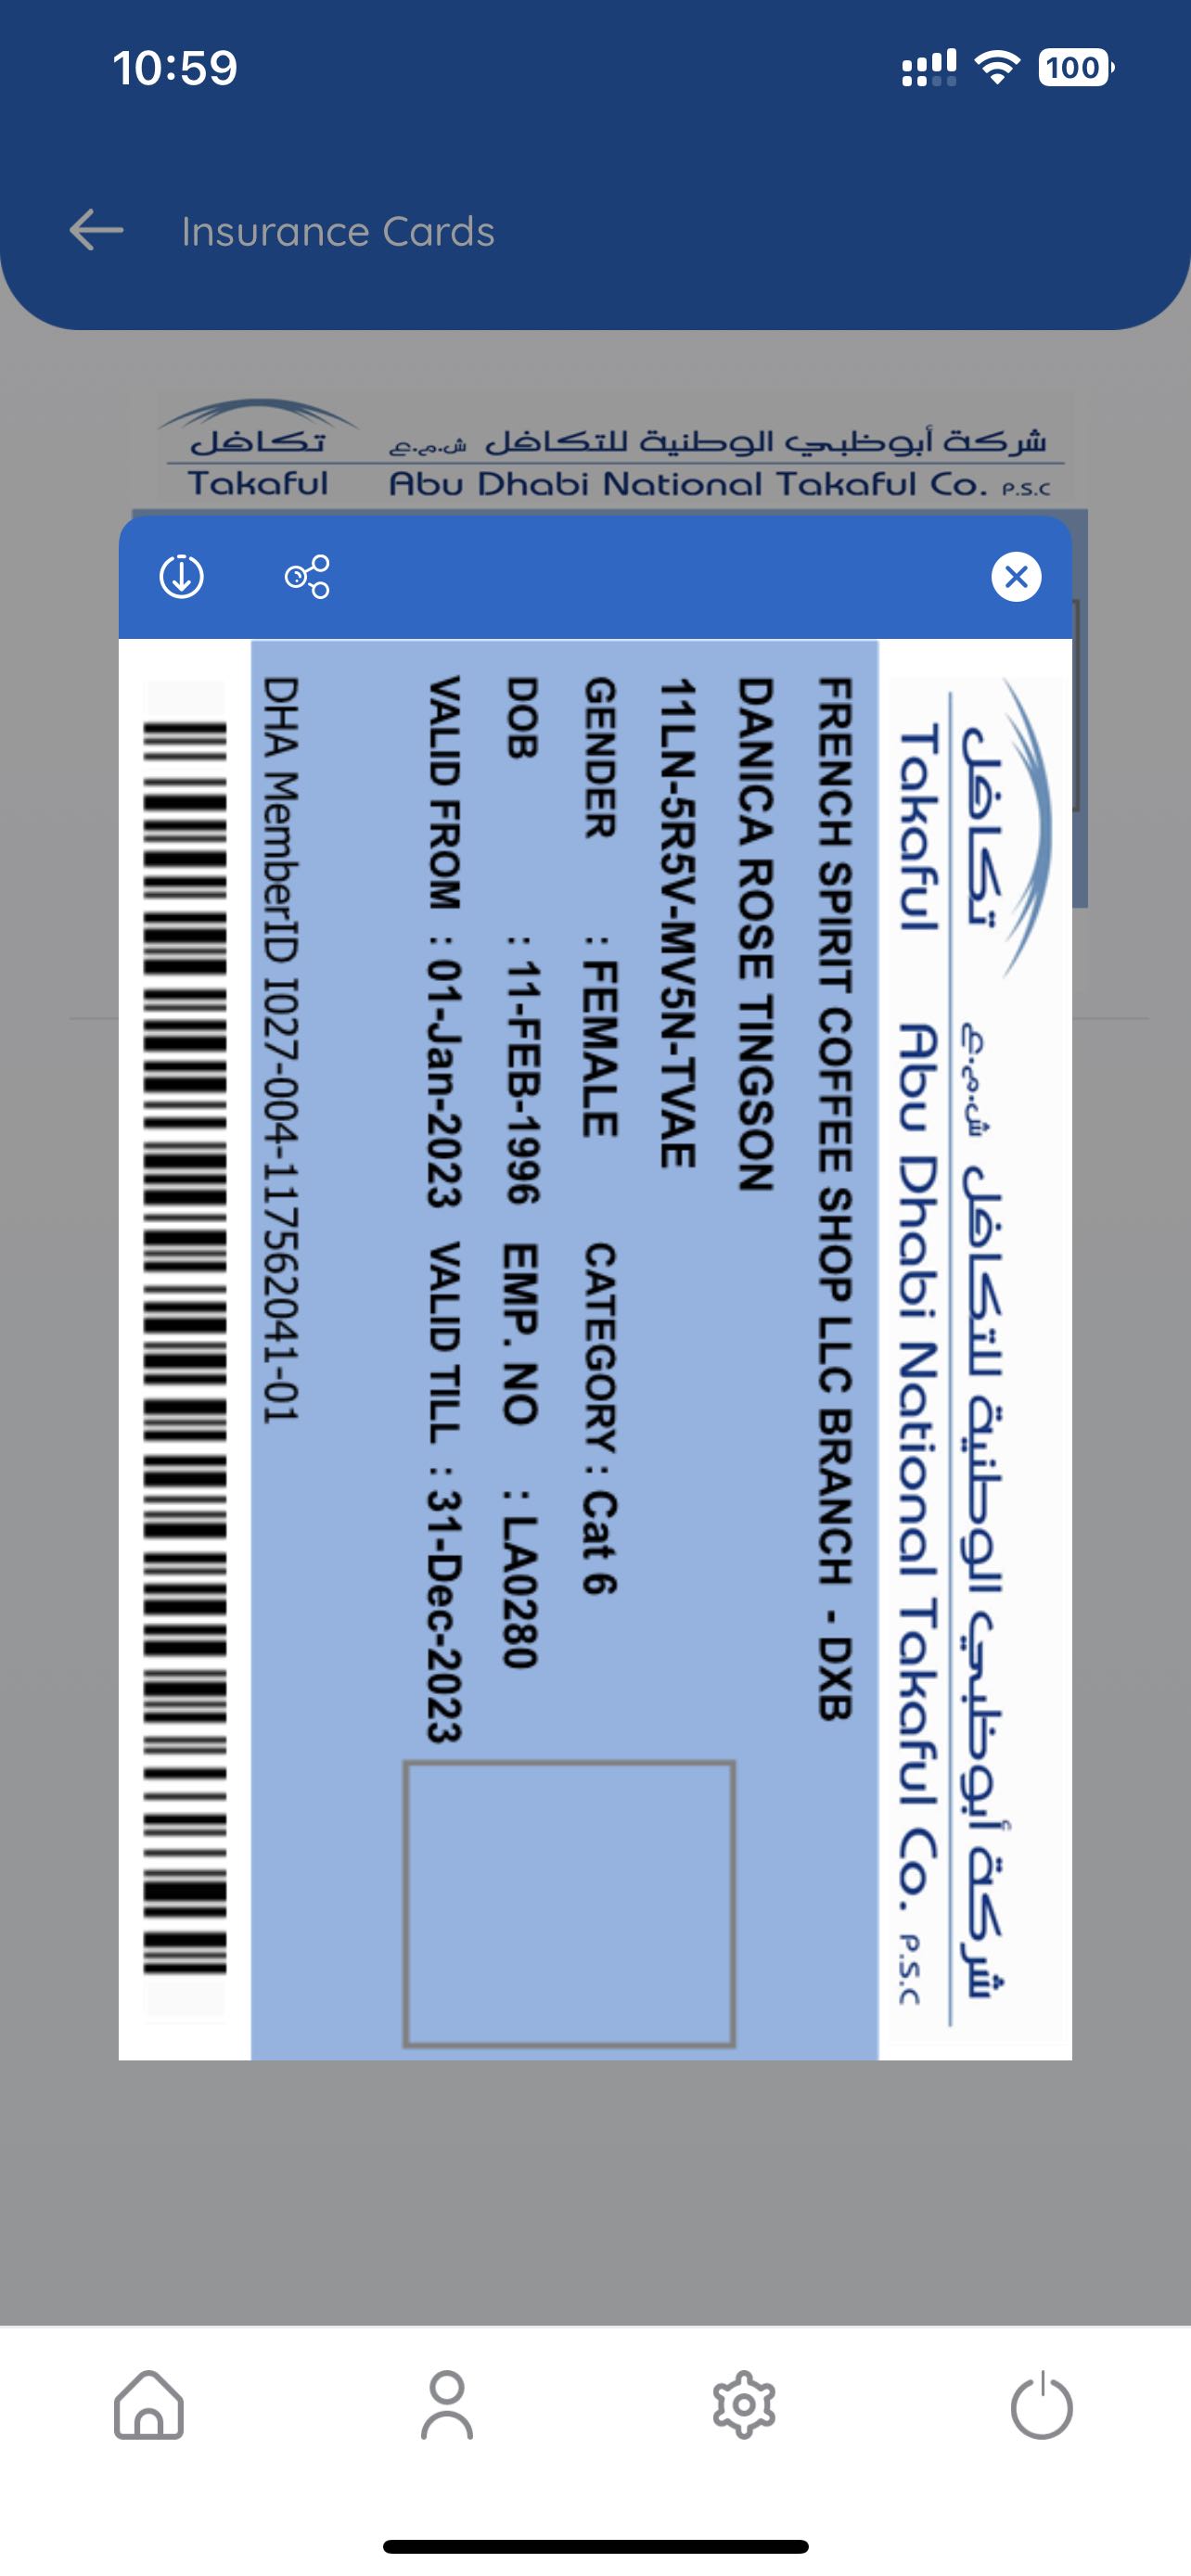 10:59
100
Insurance Cards
تكافل شركة أبوظبي الوطنية للتكافل ش.م.ع
Takaful Abu Dhabi National Takaful Co. P.S.C
تكافل شركة أبوظبي الوطنية للتكافل ش.م.ع
Takaful Abu Dhabi National Takaful Co. P.S.C
FRENCH SPIRIT COFFEE SHOP LLC BRANCH - DXB
DANICA ROSE TINGSON
11LN-5R5V-MV5N-TVAE
GENDER : FEMALE CATEGORY : Cat 6
DOB : 11-FEB-1996 EMP. NO : LA0280
VALID FROM : 01-Jan-2023 VALID TILL : 31-Dec-2023
DHA MemberID I027-004-117562041-01